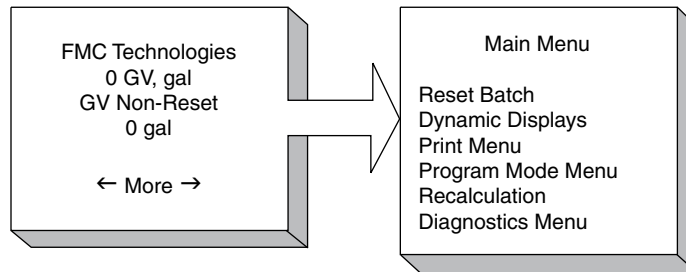 FMC Technologies
0 GV, gal
GV Non-Reset
0 gal
← More →
Main Menu
Reset Batch
Dynamic Displays
Print Menu
Program Mode Menu
Recalculation
Diagnostics Menu